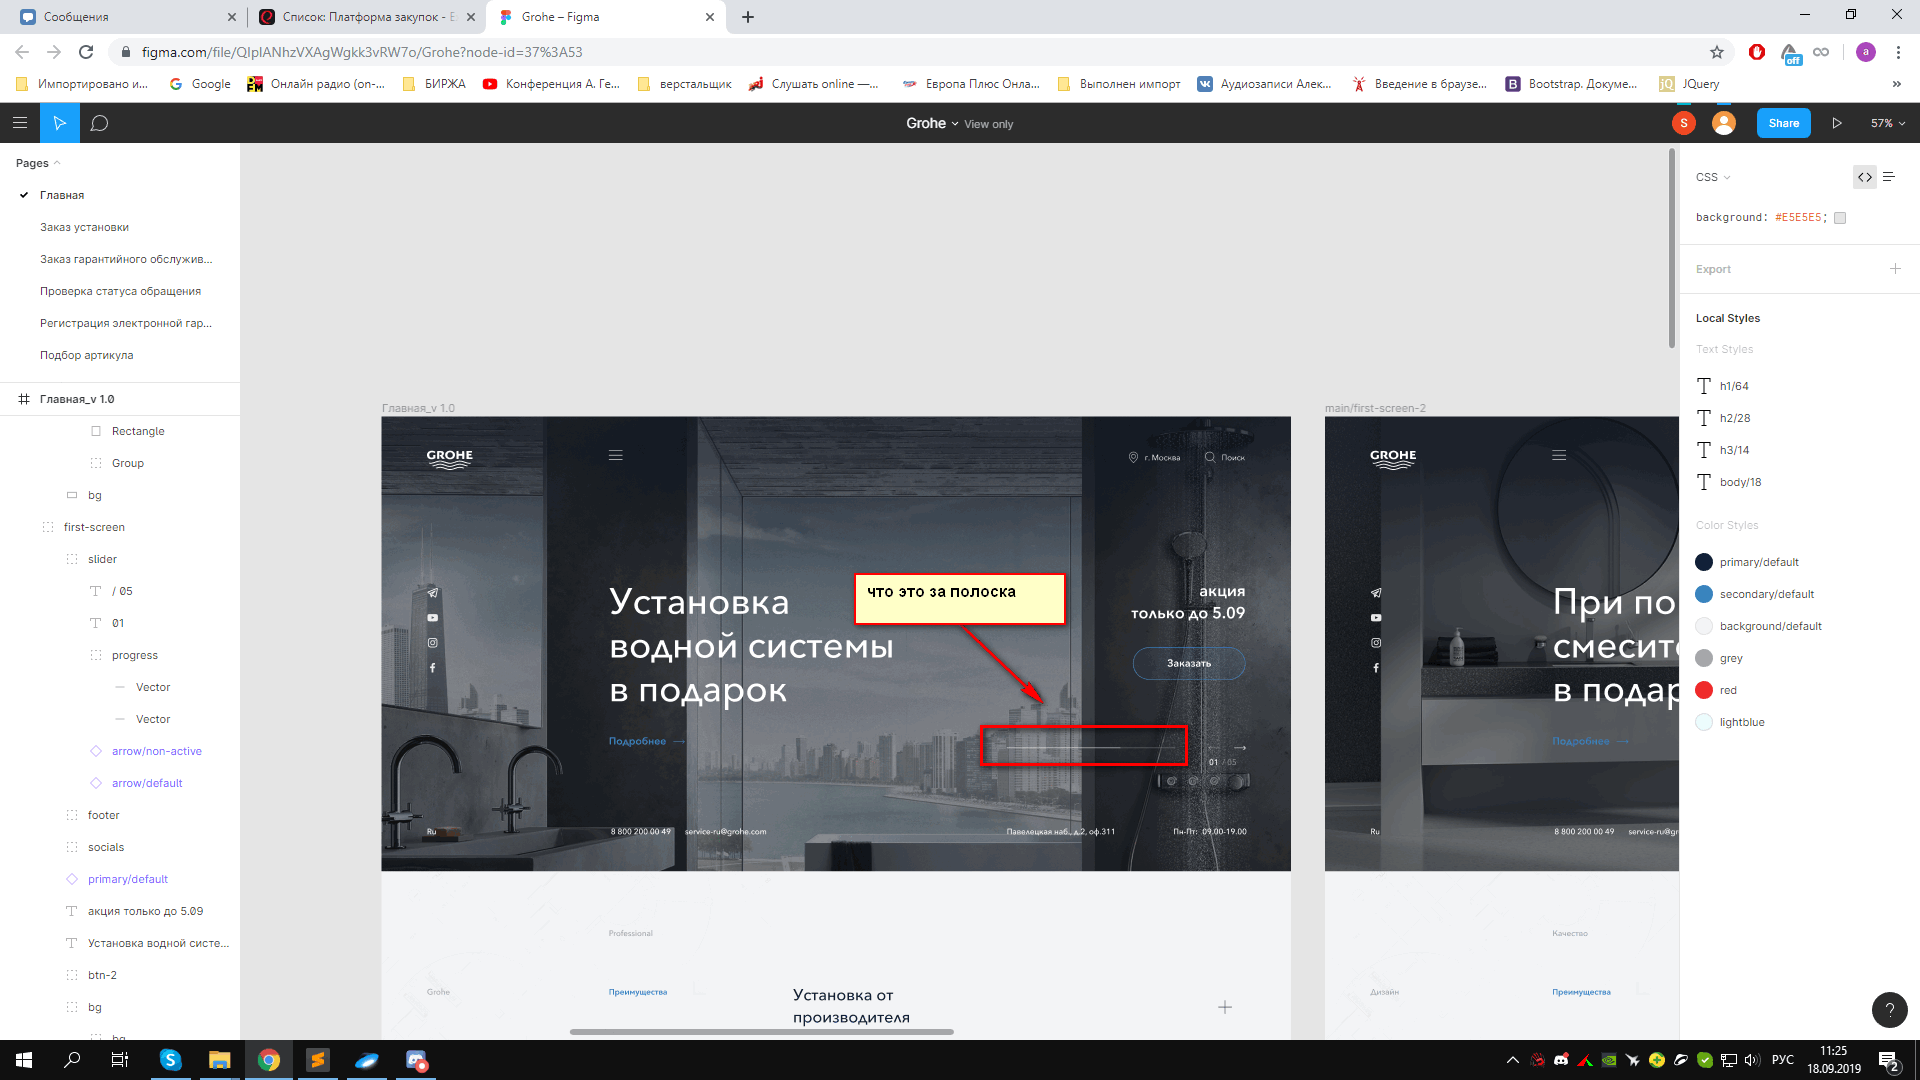 Сообщения
Список: Платформа закупок - Е
Grohe – Figma
figma.com/file/QIpIANhzVXAgWgkk3vRW7o/Grohe?node-id=37%3A53
off
a
Импортировано и...
Google
Онлайн радио (on-...
БИРЖА
Конференция А. Ге...
верстальщик
Слушать online —...
Европа Плюс Онла...
Выполнен импорт
Аудиозаписи Алек...
Введение в браузе...
Bootstrap. Докуме...
JQuery
»
Grohe
View only
S
Share
57%
Pages
Главная
Заказ установки
Заказ гарантийного обслужив...
Проверка статуса обращения
Регистрация электронной гар...
Подбор артикула
Главная_v 1.0
Rectangle
Group
bg
first-screen
slider
/ 05
01
progress
Vector
Vector
arrow/non-active
arrow/default
footer
socials
primary/default
акция только до 5.09
Установка водной систе...
btn-2
bg
bg
Главная_v 1.0
GROHE
г. Москва
Поиск
Установка
водной системы
в подарок
Подробнее
что это за полоска
акция
только до 5.09
Заказать
01 / 05
Ru
8 800 200 00 49
service-ru@grohe.com
Павелецкая наб., д.2, оф.311
Пн-Пт: 09.00-19.00
Professional
Grohe
Преимущества
Установка от
производителя
main/first-screen-2
GROHE
При по
смесите
в подар
Подробнее
Ru
8 800 200 00 49
service-ru@gr
Качество
Дизайн
Преимущества
CSS
background: #E5E5E5;
Export
Local Styles
Text Styles
h1/64
h2/28
h3/14
body/18
Color Styles
primary/default
secondary/default
background/default
grey
red
lightblue
?
РУС
11:25
18.09.2019
2